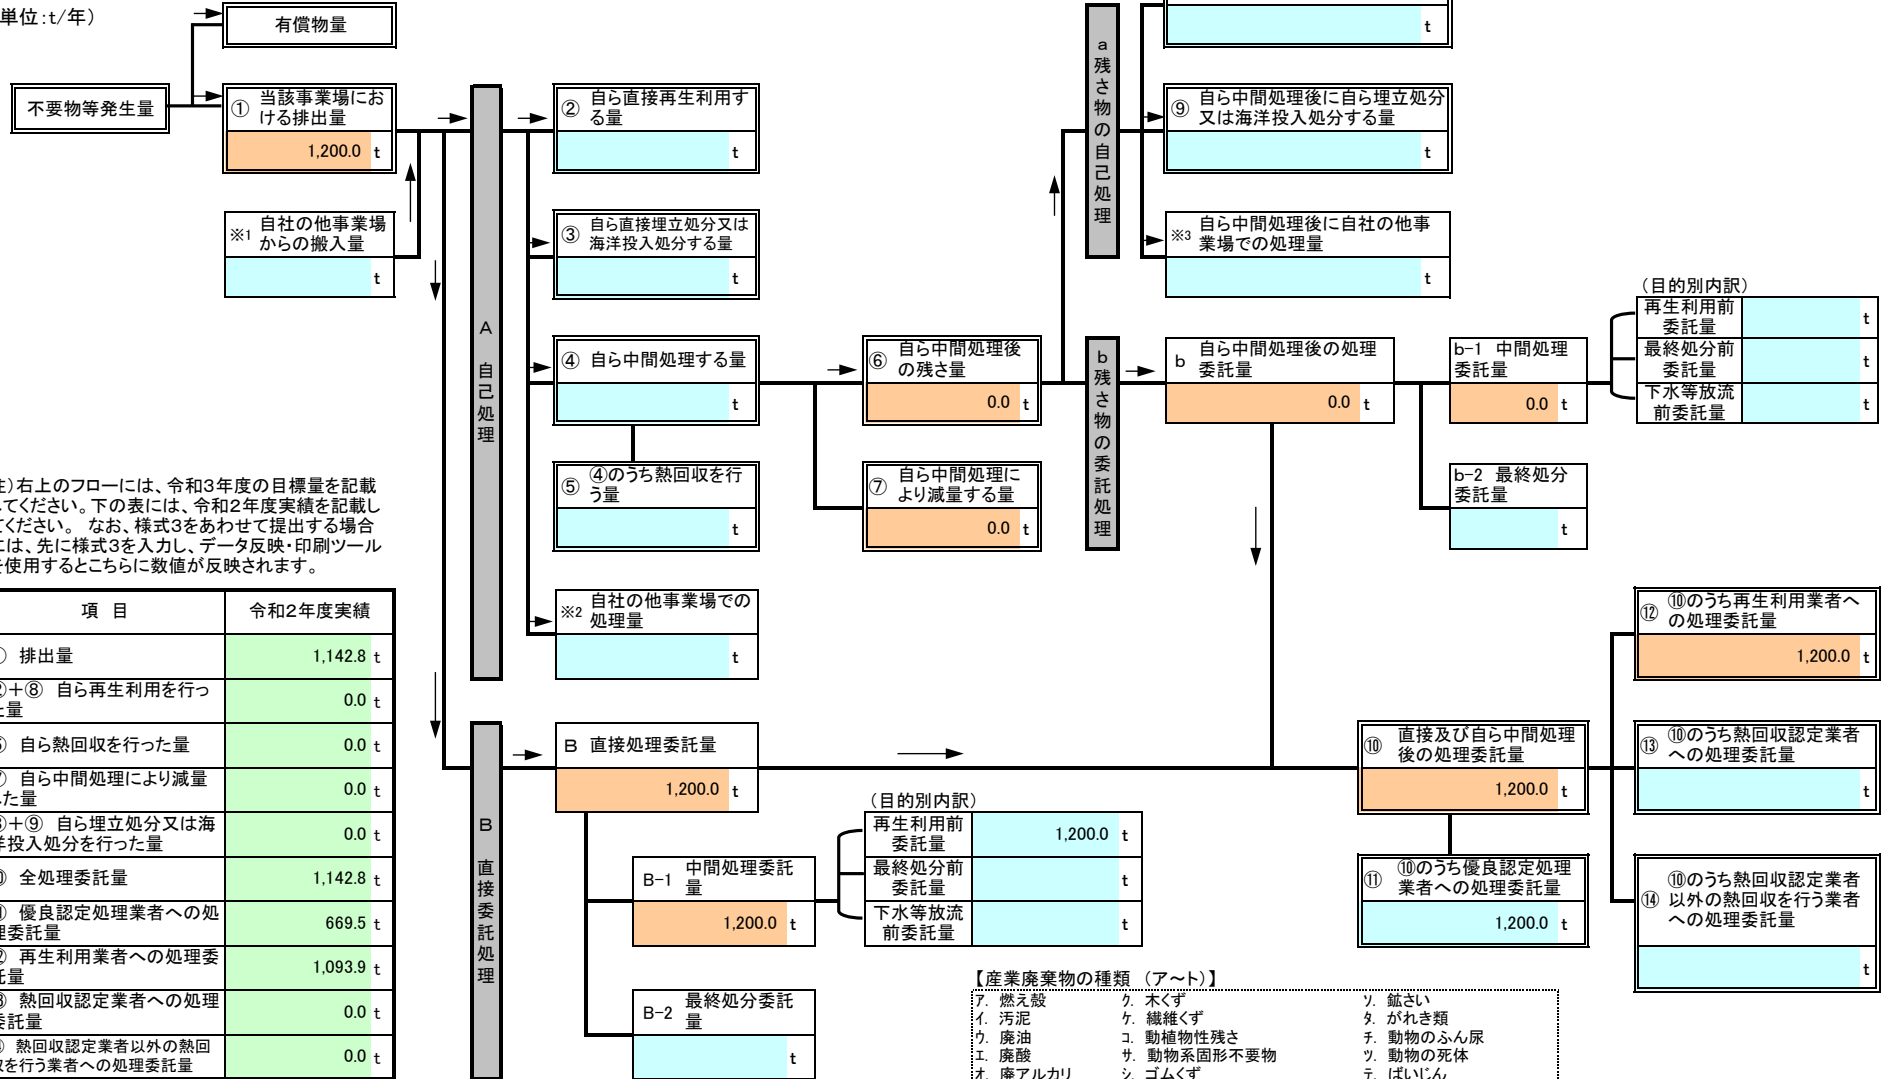 単位:t/年)
有償物量
t
不要物等発生量
① 当該事業場にお
ける排出量
1,200.0 t
※1 自社の他事業場
からの搬入量
t
A 自己処理
② 自ら直接再生利用す
る量
t
③ 自ら直接埋立処分又は
海洋投入処分する量
t
④ 自ら中間処理する量
t
⑤ ④のうち熱回収を行
う量
t
※2 自社の他事業場での
処理量
t
⑥ 自ら中間処理後
の残さ量
0.0 t
⑦ 自ら中間処理に
より減量する量
0.0 t
a残さ物の自己処理
⑨ 自ら中間処理後に自ら埋立処分
又は海洋投入処分する量
t
※3 自ら中間処理後に自社の他事
業場での処理量
t
b残さ物の委託処理
b 自ら中間処理後の処理
委託量
0.0 t
b-1 中間処理
委託量
0.0 t
(目的別内訳)
再生利用前
委託量
t
最終処分前
委託量
t
下水等放流
前委託量
t
b-2 最終処分
委託量
t
注)右上のフローには、令和3年度の目標量を記載
してください。下の表には、令和2年度実績を記載し
てください。 なお、様式3をあわせて提出する場合
には、先に様式3を入力し、データ反映・印刷ツール
を使用するとこちらに数値が反映されます。
項 目 令和2年度実績
排出量 1,142.8 t
+⑧ 自ら再生利用を行っ
た量 0.0 t
自ら熱回収を行った量 0.0 t
自ら中間処理により減量
した量 0.0 t
+⑨ 自ら埋立処分又は海
洋投入処分を行った量 0.0 t
全処理委託量 1,142.8 t
優良認定処理業者への処
理委託量 669.5 t
再生利用業者への処理委
託量 1,093.9 t
熱回収認定業者への処理
委託量 0.0 t
熱回収認定業者以外の熱回
収を行う業者への処理委託量 0.0 t
B 直接委託処理
B 直接処理委託量
1,200.0 t
B-1 中間処理委託
量
1,200.0 t
(目的別内訳)
再生利用前
委託量
1,200.0 t
最終処分前
委託量
t
下水等放流
前委託量
t
B-2 最終処分委託
量
t
⑩ 直接及び自ら中間処理
後の処理委託量
1,200.0 t
⑪ ⑩のうち優良認定処理
業者への処理委託量
1,200.0 t
⑫ ⑩のうち再生利用業者へ
の処理委託量
1,200.0 t
⑬ ⑩のうち熱回収認定業者
への処理委託量
t
⑭ ⑩のうち熱回収認定業者
以外の熱回収を行う業者
への処理委託量
t
【産業廃棄物の種類 (ア～ト)】
ア. 燃え殻 ク. 木くず ソ. 鉱さい
イ. 汚泥 ケ. 繊維くず タ. がれき類
ウ. 廃油 コ. 動植物性残さ チ. 動物のふん尿
エ. 廃酸 サ. 動物系固形不要物 ツ. 動物の死体
オ. 廃アルカリ シ. ゴムくず テ. ばいじん